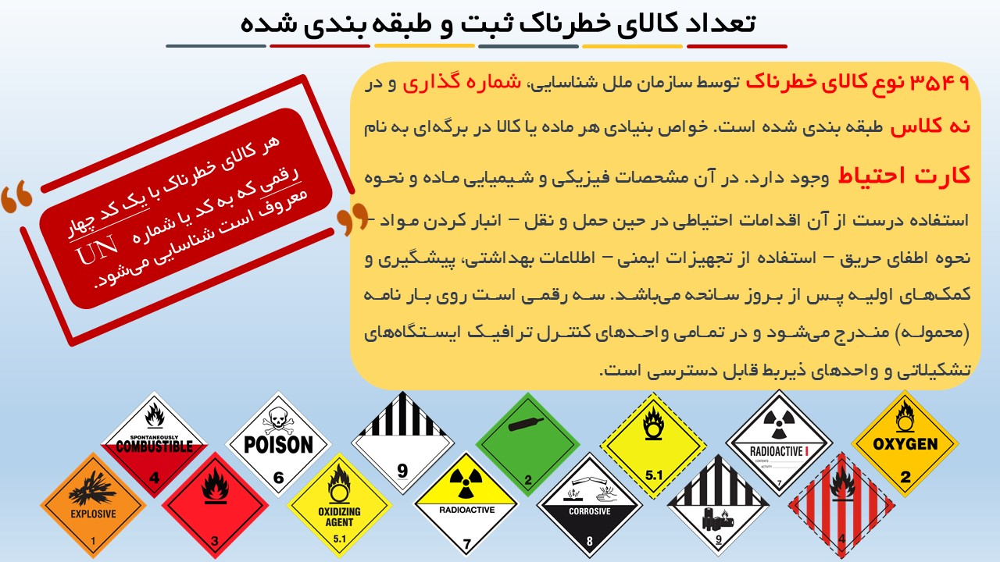 تعداد کالای خطرناک ثبت و طبقه بندی شده
۳۵۴۹ نوع کالای خطرناک توسط سازمان ملل شناسایی، شماره گذاری و در
نه کلاس طبقه بندی شده است. خواص بنیادی هر ماده یا کالا در برگه‌ای به نام
کارت احتیاط وجود دارد. در آن مشخصات فیزیکی و شیمیایی ماده و نحوه
استفاده درست از آن اقدامات احتیاطی در حین حمل و نقل – انبار کردن مواد –
نحوه اطفای حریق – استفاده از تجهیزات ایمنی – اطلاعات بهداشتی، پیشگیری و
کمک‌های اولیه پس از بروز سانحه می‌باشد. سه رقمی است روی بار نامه
(محموله) مندرج می‌شود و در تمامی واحدهای کنترل ترافیک ایستگاه‌های
تشکیلاتی و واحدهای ذیربط قابل دسترسی است.
“
هر کالای خطرناک با یک کد چهار
رقمی که به کد یا شماره UN
معروف است شناسایی می‌شود.
”
SPONTANEOUSLY
COMBUSTIBLE
4
POISON
6
9
2
5.1
RADIOACTIVE I
CONTENTS
ACTIVITY
7
OXYGEN
2
EXPLOSIVE
1
3
OXIDIZING
AGENT
5.1
RADIOACTIVE
7
CORROSIVE
8
9
4